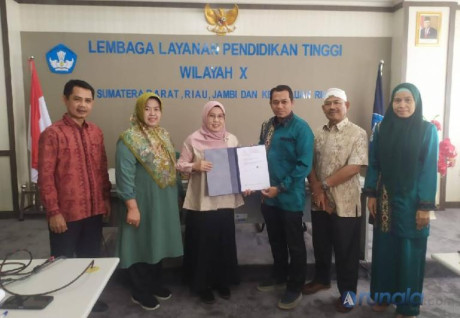 LEMBAGA LAYANAN PENDIDIKAN TINGGI
WILAYAH X
SUMATERA BARAT, RIAU, JAMBI DAN
Arunala